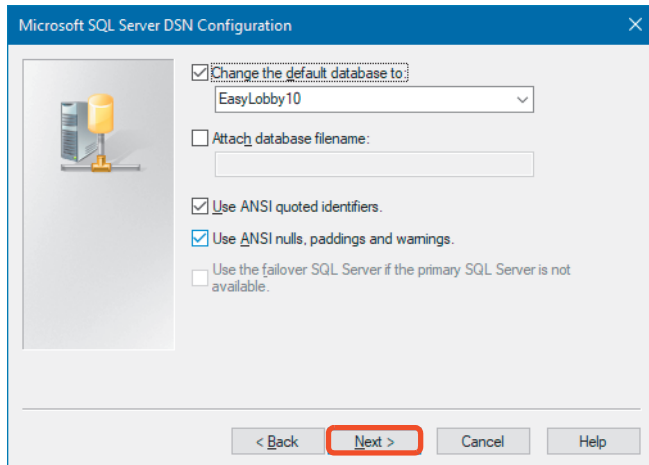 Microsoft SQL Server DSN Configuration
Change the default database to:
EasyLobby10
Attach database filename:
Use ANSI quoted identifiers.
Use ANSI nulls, paddings and warnings.
Use the failover SQL Server if the primary SQL Server is not
available.
< Back Next > Cancel Help